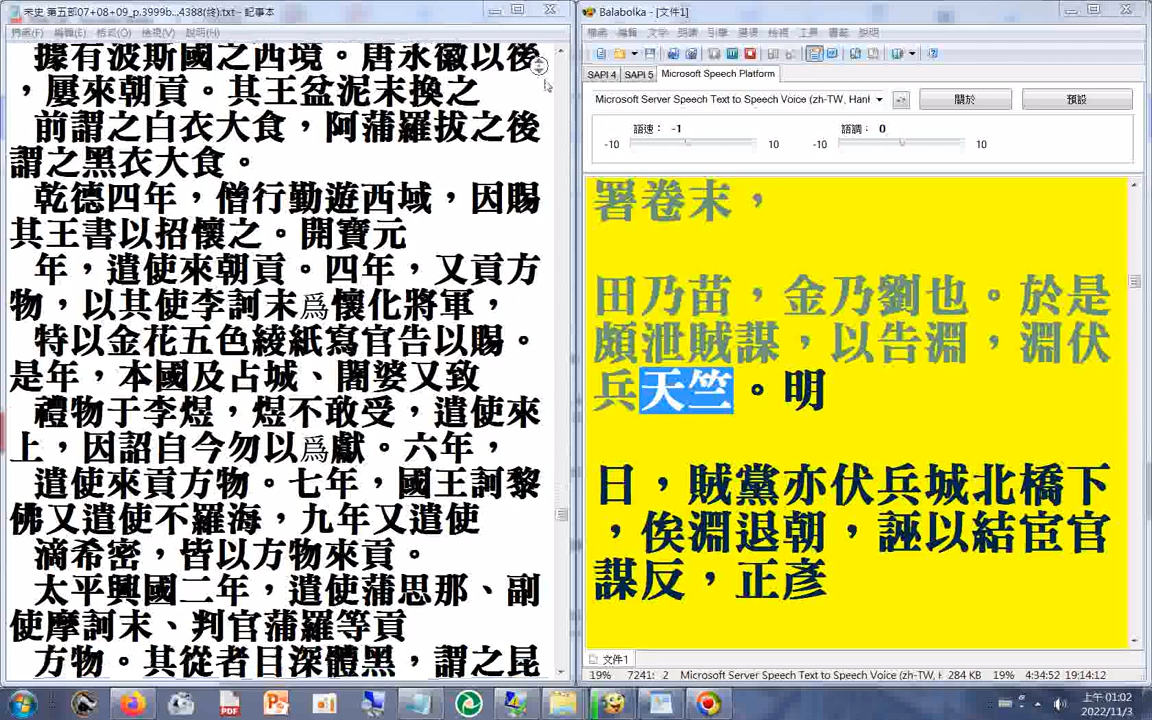 宋史 第五部07+08+09_p.3999b...4388(終).txt - 記事本
檔案(F) 編輯(E) 格式(O) 檢視(V) 說明(H)
據有波斯國之西境。唐永徽以後
，屢來朝貢。其王盆泥末換之
前謂之白衣大食，阿蒲羅拔之後
謂之黑衣大食。
乾德四年，僧行勤遊西域，因賜
其王書以招懷之。開寶元
年，遣使來朝貢。四年，又貢方
物，以其使李訶末爲懷化將軍，
特以金花五色綾紙寫官告以賜。
是年，本國及占城、闍婆又致
禮物于李煜，煜不敢受，遣使來
上，因詔自今勿以爲獻。六年，
遣使來貢方物。七年，國王訶黎
佛又遣使不羅海，九年又遣使
蒲希密，皆以方物來貢。
太平興國二年，遣使蒲思那、副
使摩訶末、判官蒲羅等貢
方物。其從者目深體黑，謂之昆
Balabolka - [文件1]
檔案 編輯 文字 朗讀 引擎 選項 檢視 工具 書籤 說明
SAPI 4 SAPI 5 Microsoft Speech Platform
Microsoft Server Speech Text to Speech Voice (zh-TW, Hanl
關於 預設
語速： -1 語調： 0
-10 10 -10 10
署卷末，
田乃苗，金乃劉也。於是
頗泄賊謀，以告淵，淵伏
兵天竺。明
日，賊黨亦伏兵城北橋下
，俟淵退朝，誣以結宦官
謀反，正彥
文件1
19% 7241: 2 Microsoft Server Speech Text to Speech Voice (zh-TW, H 284 KB 19% 4:34:52 19:14:12
上午 01:02
2022/11/3